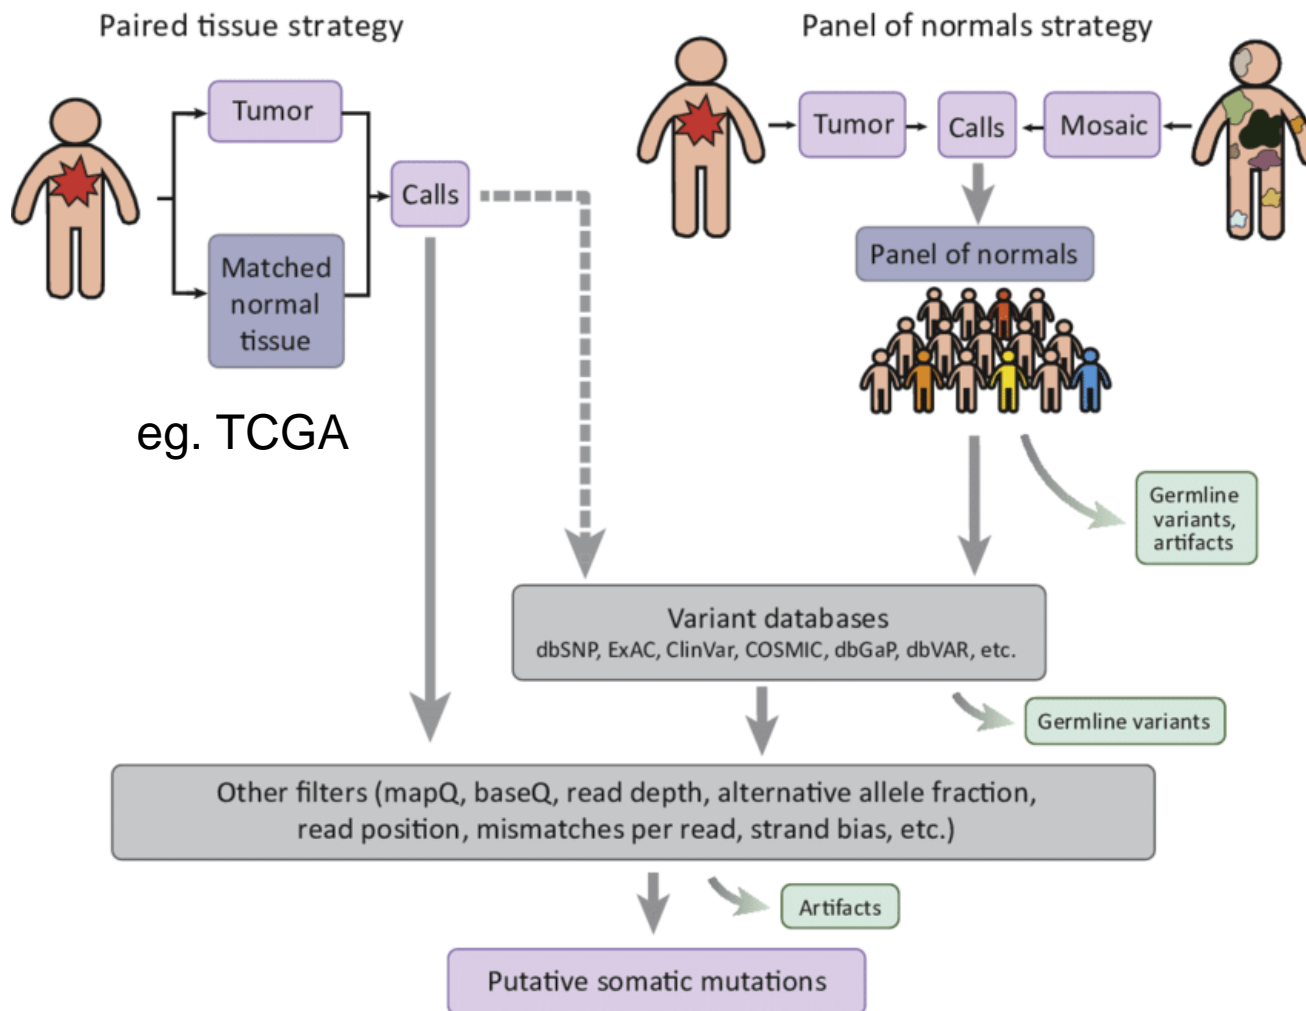 Paired tissue strategy
Tumor
Matched
normal
tissue
Calls
eg. TCGA
Panel of normals strategy
Tumor
Calls
Mosaic
Panel of normals
Germline
variants,
artifacts
Variant databases
dbSNP, ExAC, ClinVar, COSMIC, dbGaP, dbVAR, etc.
Germline variants
Other filters (mapQ, baseQ, read depth, alternative allele fraction,
read position, mismatches per read, strand bias, etc.)
Artifacts
Putative somatic mutations